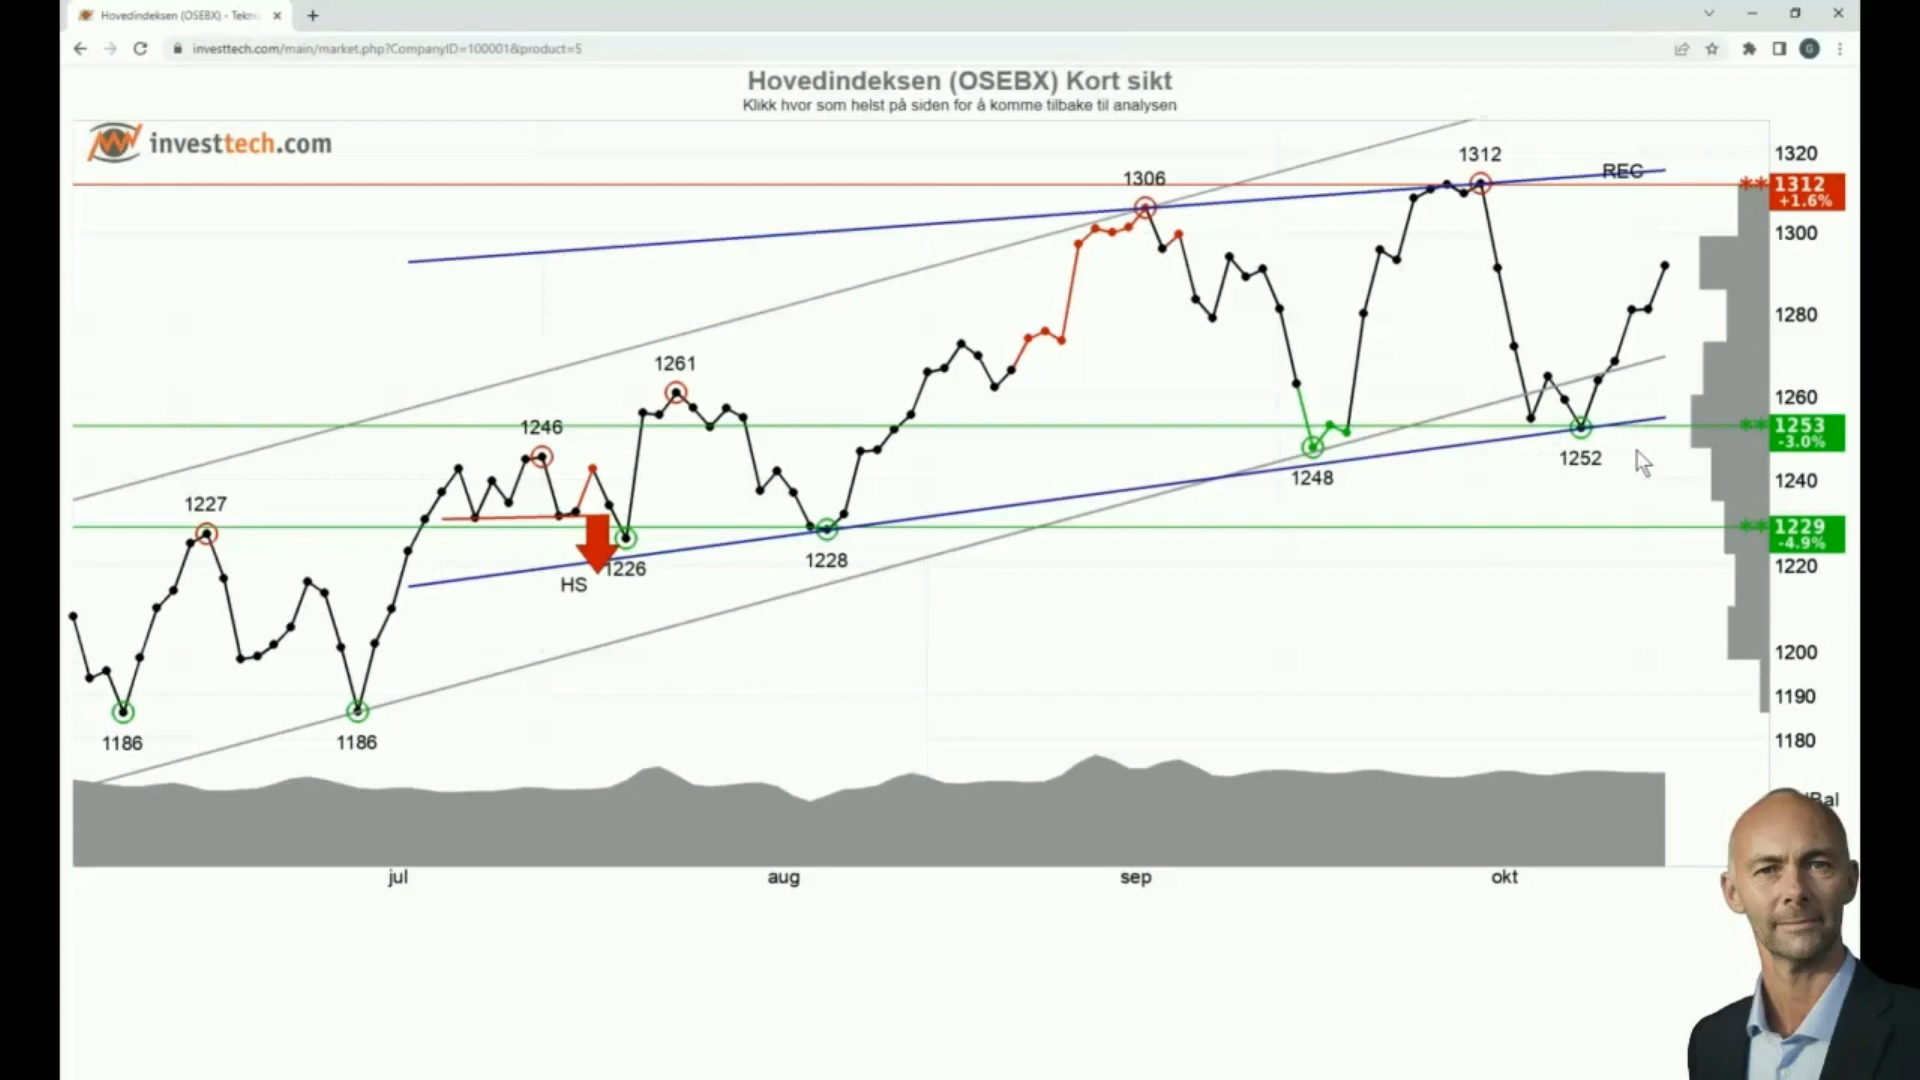 Hovedindeksen (OSEBX) - Tekn
investtech.com/main/market.php?CompanyID=100001&product=5
G
Hovedindeksen (OSEBX) Kort sikt
Klikk hvor som helst på siden for å komme tilbake til analysen
investtech.com
1320
1312
1306
REC
** 1312
+1.6%
1300
1280
1261
1260
1246
** 1253
-3.0%
1252
1248
1240
1227
** 1229
-4.9%
1228
1226
HS
1220
1200
1190
1186
1186
1180
jul
aug
sep
okt